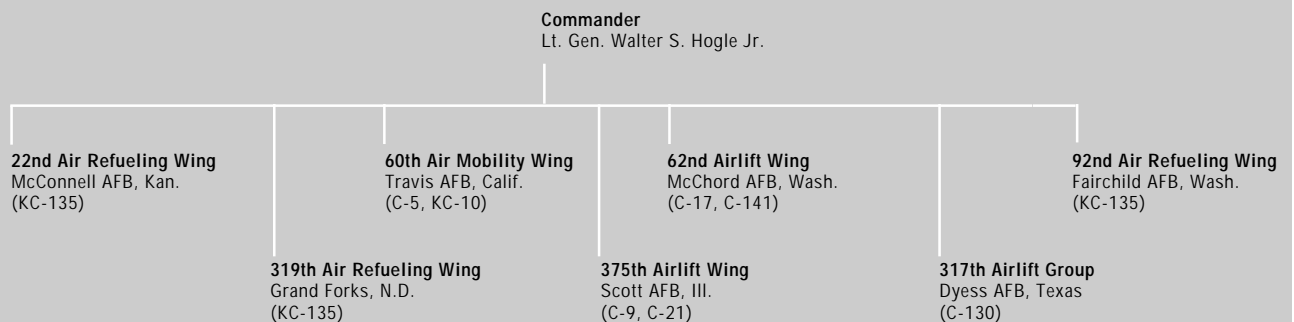 Commander
Lt. Gen. Walter S. Hogle Jr.
22nd Air Refueling Wing
McConnell AFB, Kan.
(KC-135)
60th Air Mobility Wing
Travis AFB, Calif.
(C-5, KC-10)
62nd Airlift Wing
McChord AFB, Wash.
(C-17, C-141)
92nd Air Refueling Wing
Fairchild AFB, Wash.
(KC-135)
319th Air Refueling Wing
Grand Forks, N.D.
(KC-135)
375th Airlift Wing
Scott AFB, Ill.
(C-9, C-21)
317th Airlift Group
Dyess AFB, Texas
(C-130)